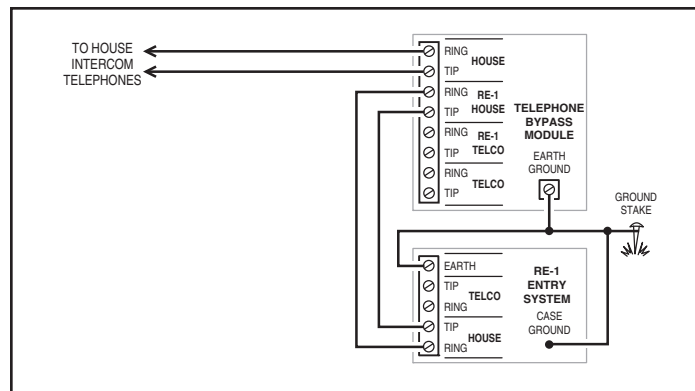 TO HOUSE
INTERCOM
TELEPHONES
RING
HOUSE
TIP
RING
RE-1
HOUSE
TIP
RING
RE-1
TELCO
TIP
RING
TELCO
TIP
TELEPHONE
BYPASS
MODULE
EARTH
GROUND
GROUND
STAKE
EARTH
TIP
TELCO
RING
TIP
HOUSE
RING
RE-1
ENTRY
SYSTEM
CASE
GROUND